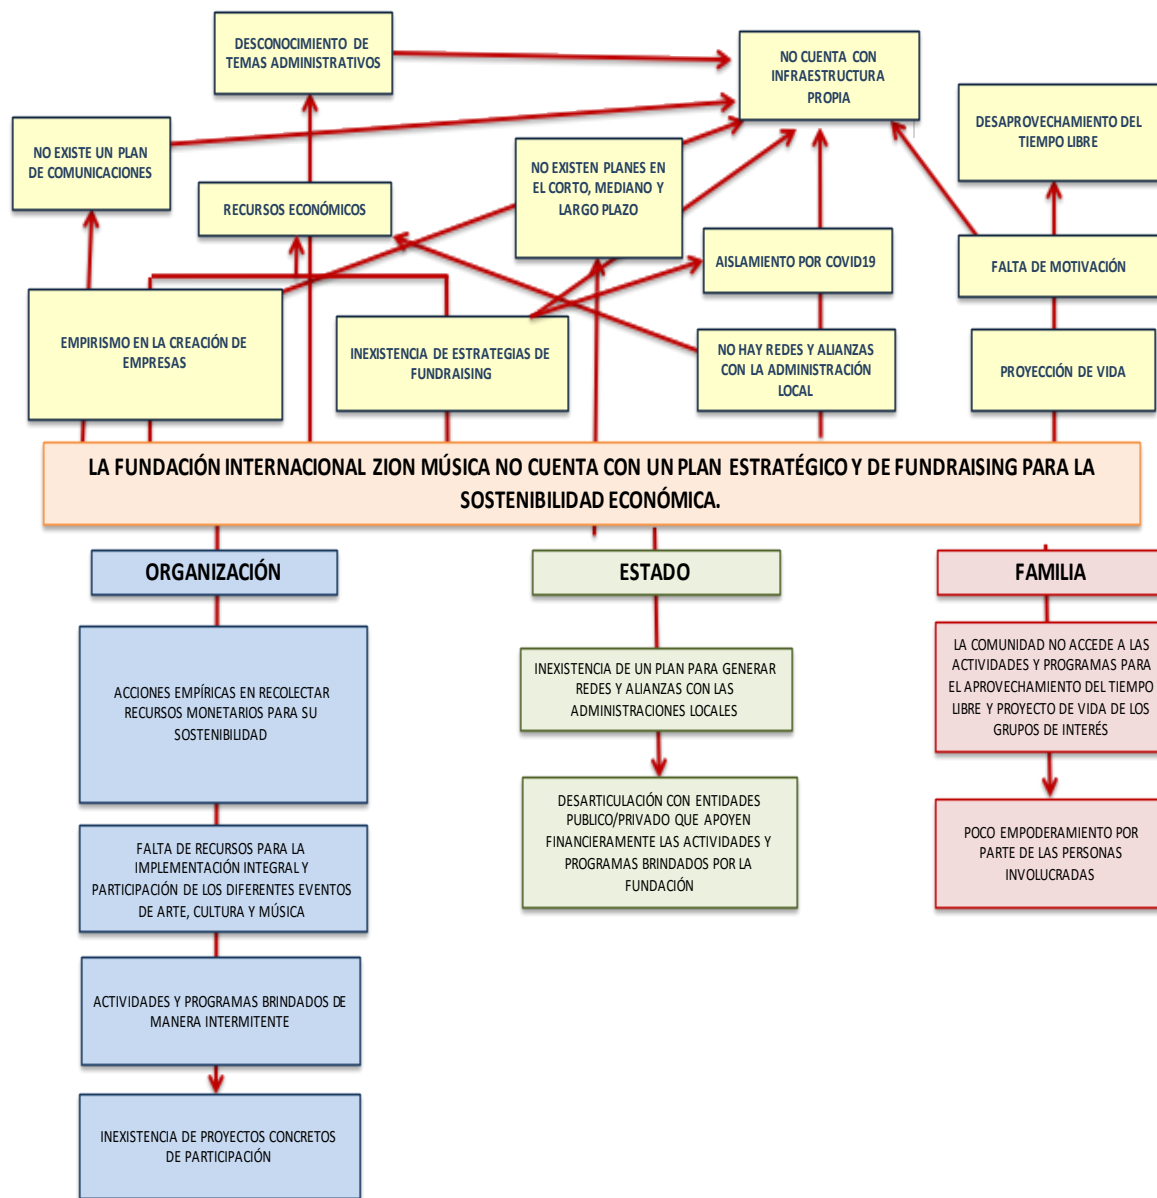 DESCONOCIMIENTO DE
TEMAS ADMINISTRATIVOS
NO CUENTA CON
INFRAESTRUCTURA
PROPIA
DESAPROVECHAMIENTO DEL
TIEMPO LIBRE
NO EXISTE UN PLAN
DE COMUNICACIONES
NO EXISTEN PLANES EN
EL CORTO, MEDIANO Y
LARGO PLAZO
RECURSOS ECONÓMICOS
AISLAMIENTO POR COVID19
FALTA DE MOTIVACIÓN
EMPIRISMO EN LA CREACIÓN DE
EMPRESAS
INEXISTENCIA DE ESTRATEGIAS DE
FUNDRAISING
NO HAY REDES Y ALIANZAS
CON LA ADMINISTRACIÓN
LOCAL
PROYECCIÓN DE VIDA
LA FUNDACIÓN INTERNACIONAL ZION MÚSICA NO CUENTA CON UN PLAN ESTRATÉGICO Y DE FUNDRAISING PARA LA
SOSTENIBILIDAD ECONÓMICA.
ORGANIZACIÓN
ESTADO
FAMILIA
ACCIONES EMPÍRICAS EN RECOLECTAR
RECURSOS MONETARIOS PARA SU
SOSTENIBILIDAD
INEXISTENCIA DE UN PLAN PARA GENERAR
REDES Y ALIANZAS CON LAS
ADMINISTRACIONES LOCALES
LA COMUNIDAD NO ACCEDE A LAS
ACTIVIDADES Y PROGRAMAS PARA
EL APROVECHAMIENTO DEL TIEMPO
LIBRE Y PROYECTO DE VIDA DE LOS
GRUPOS DE INTERÉS
FALTA DE RECURSOS PARA LA
IMPLEMENTACIÓN INTEGRAL Y
PARTICIPACIÓN DE LOS DIFERENTES EVENTOS
DE ARTE, CULTURA Y MÚSICA
DESARTICULACIÓN CON ENTIDADES
PUBLICO/PRIVADO QUE APOYEN
FINANCIERAMENTE LAS ACTIVIDADES Y
PROGRAMAS BRINDADOS POR LA
FUNDACIÓN
POCO EMPODERAMIENTO POR
PARTE DE LAS PERSONAS
INVOLUCRADAS
ACTIVIDADES Y PROGRAMAS BRINDADOS DE
MANERA INTERMITENTE
INEXISTENCIA DE PROYECTOS CONCRETOS
DE PARTICIPACIÓN